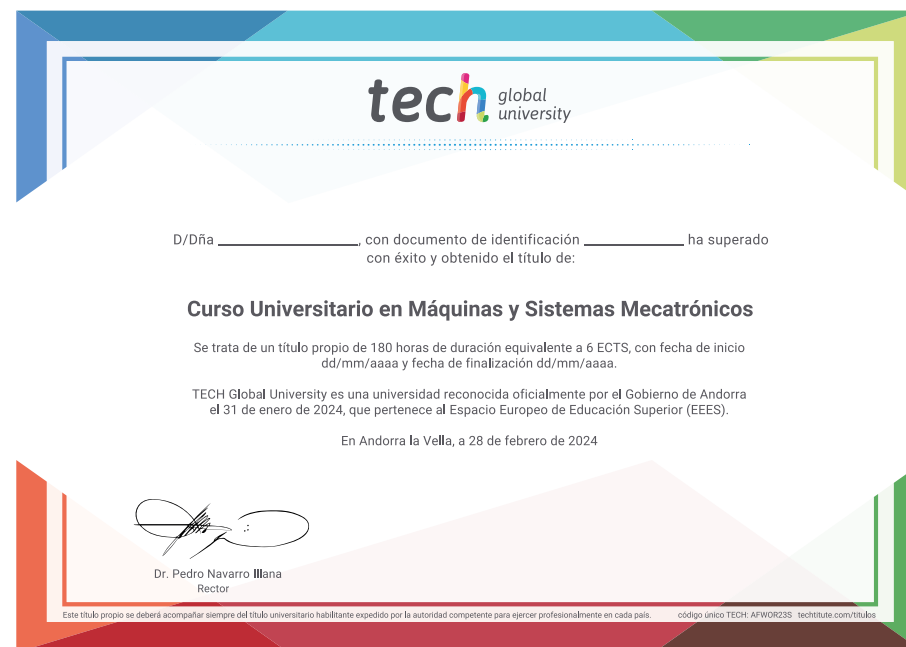 tech global university
D/Dña ____________________, con documento de identificación ______________ ha superado
con éxito y obtenido el título de:
Curso Universitario en Máquinas y Sistemas Mecatrónicos
Se trata de un título propio de 180 horas de duración equivalente a 6 ECTS, con fecha de inicio
dd/mm/aaaa y fecha de finalización dd/mm/aaaa.
TECH Global University es una universidad reconocida oficialmente por el Gobierno de Andorra
el 31 de enero de 2024, que pertenece al Espacio Europeo de Educación Superior (EEES).
En Andorra la Vella, a 28 de febrero de 2024
Dr. Pedro Navarro Illana
Rector
Este título propio se deberá acompañar siempre del título universitario habilitante expedido por la autoridad competente para ejercer profesionalmente en cada país. código único TECH: AFWOR23S techtitute.com/titulos